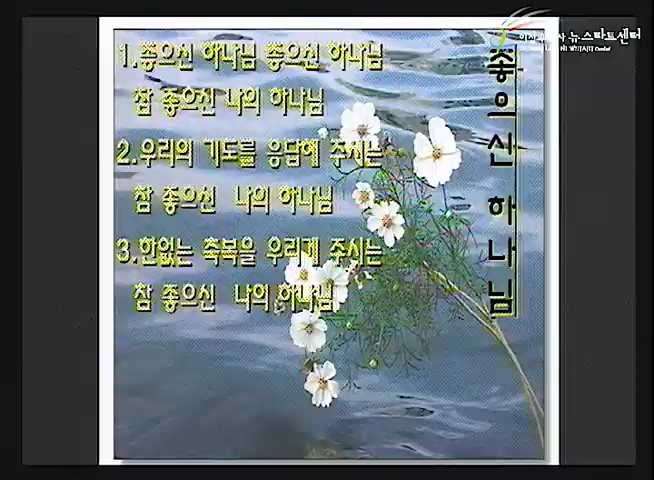 1.좋으신 하나님 좋으신 하나님
참 좋으신 나의 하나님
2.우리의 기도를 응답해 주시는
참 좋으신 나의 하나님
3.한없는 축복을 우리게 주시는
참 좋으신 나의 하나님
좋으신 하나님
뉴스타트센터